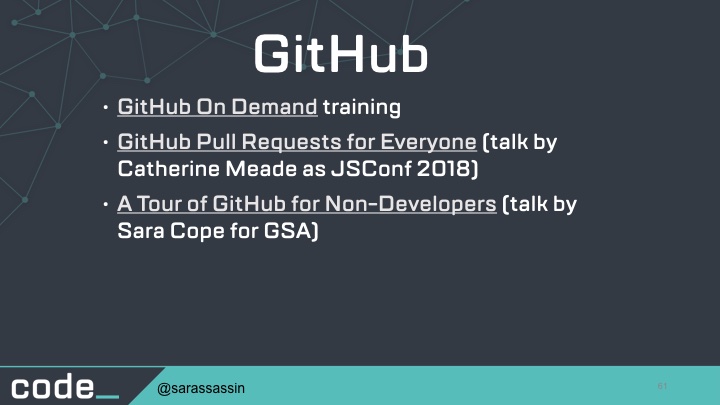 GitHub
• GitHub On Demand training
• GitHub Pull Requests for Everyone (talk by
Catherine Meade as JSConf 2018)
• A Tour of GitHub for Non-Developers (talk by
Sara Cope for GSA)
code_
@sarassassin
61